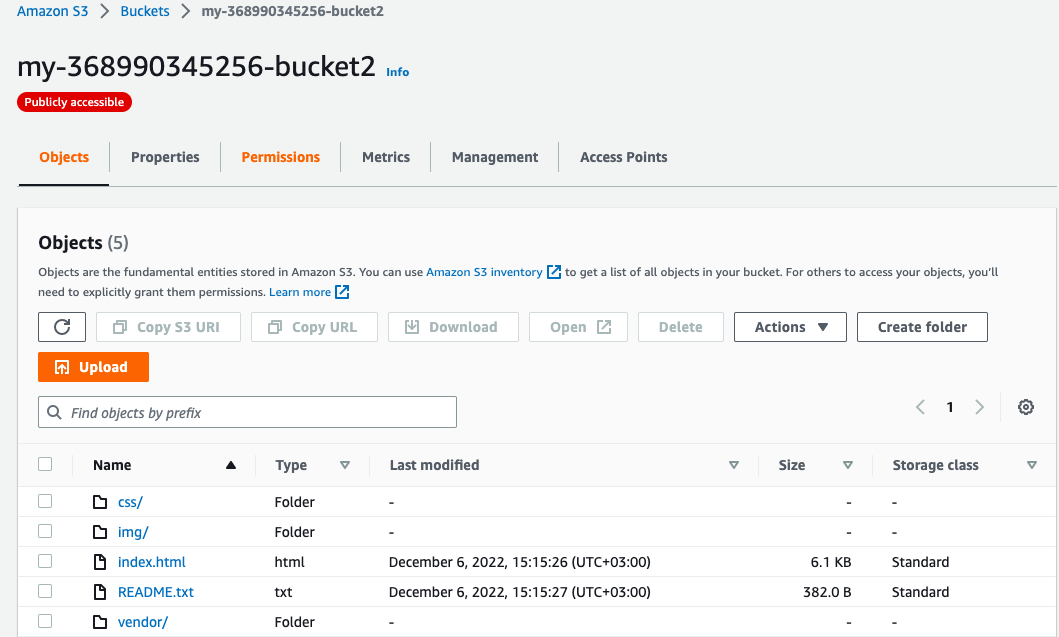 Amazon S3 > Buckets > my-368990345256-bucket2
my-368990345256-bucket2 Info
Publicly accessible
Objects Properties Permissions Metrics Management Access Points
Objects (5)
Objects are the fundamental entities stored in Amazon S3. You can use Amazon S3 inventory to get a list of all objects in your bucket. For others to access your objects, you'll
need to explicitly grant them permissions. Learn more
Copy S3 URI Copy URL Download Open Delete Actions Create folder
Upload
Find objects by prefix 1
Name Type Last modified Size Storage class
css/ Folder - - -
img/ Folder - - -
index.html html December 6, 2022, 15:15:26 (UTC+03:00) 6.1 KB Standard
README.txt txt December 6, 2022, 15:15:27 (UTC+03:00) 382.0 B Standard
vendor/ Folder - - -